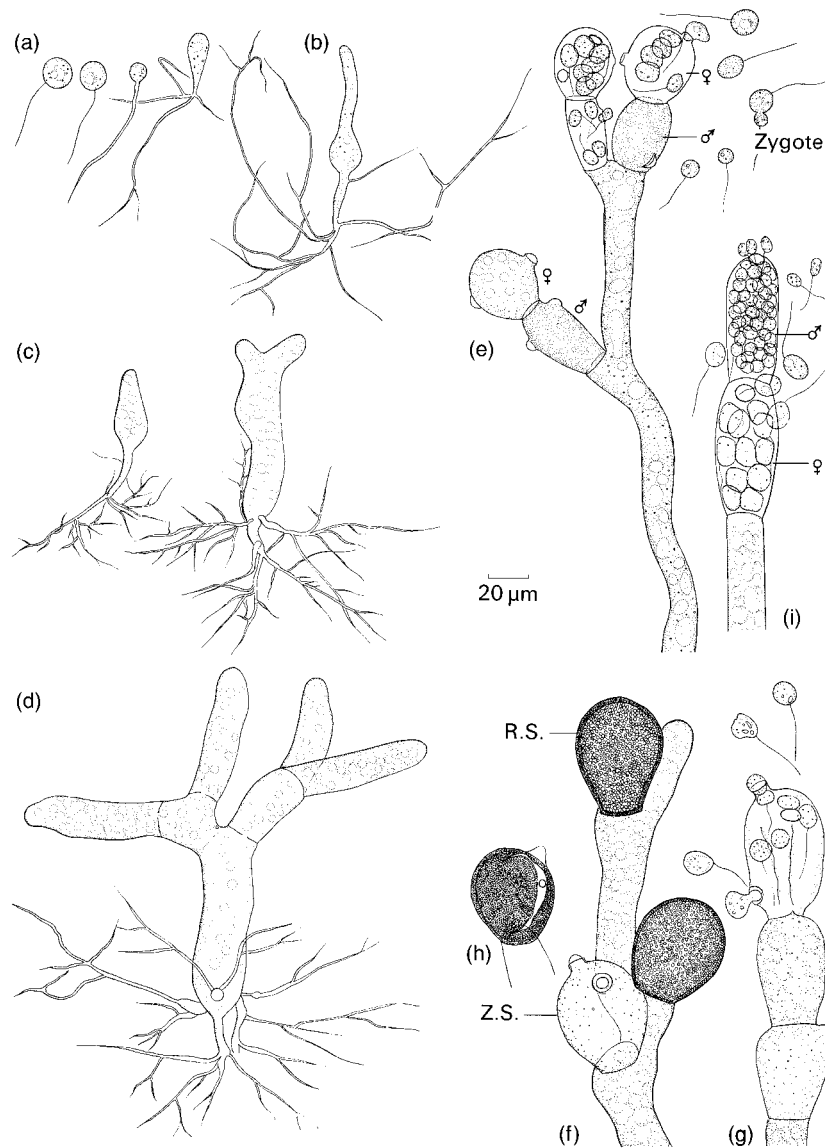 (a)
(b)
♀
♂
Zygote
♀
♂
(e)
(c)
♂
♀
20 µm
(i)
(d)
R.S.
(h)
Z.S.
(f)
(g)